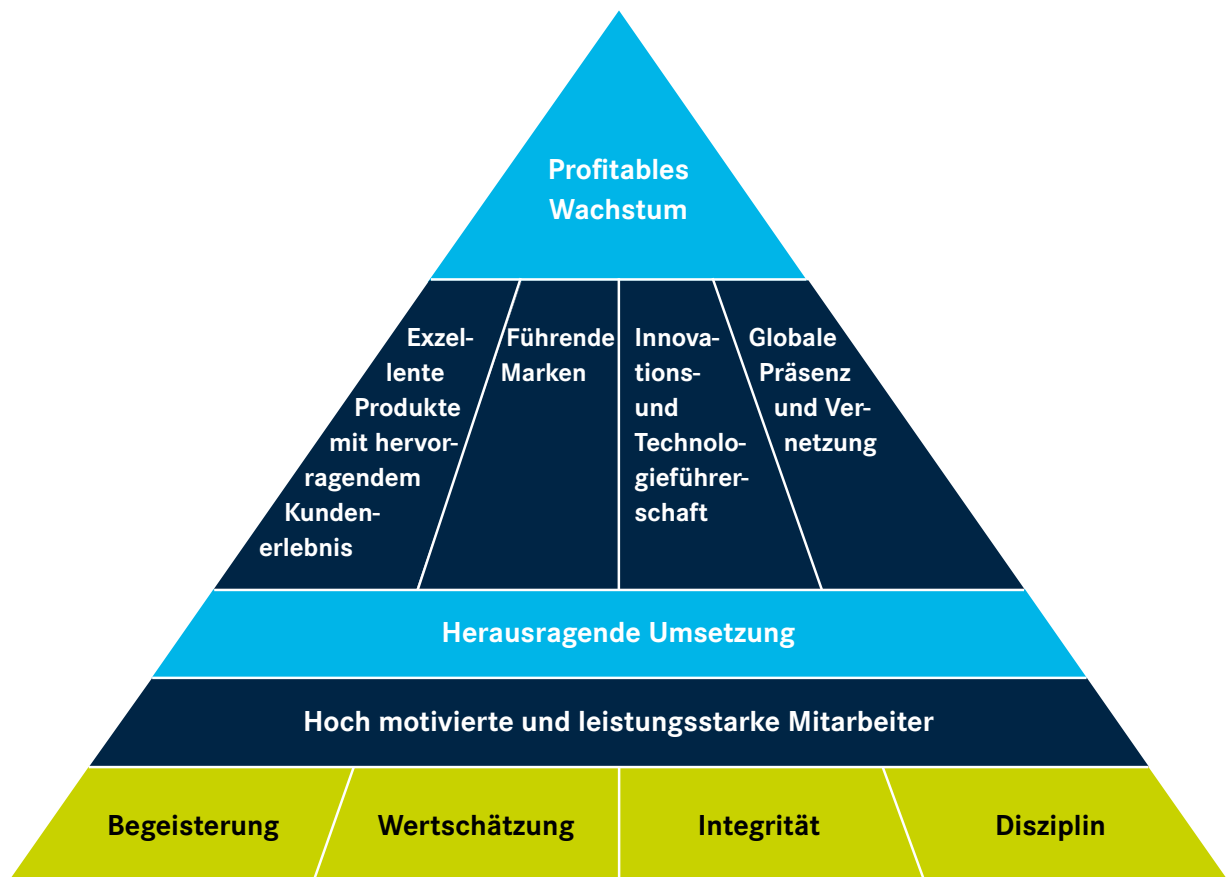 Profitables
Wachstum
Exzel-
lente
Produkte
mit hervor-
ragendem
Kunden-
erlebnis
Führende
Marken
Innova-
tions-
und
Technolo-
gieführer-
schaft
Globale
Präsenz
und Ver-
netzung
Herausragende Umsetzung
Hoch motivierte und leistungsstarke Mitarbeiter
Begeisterung
Wertschätzung
Integrität
Disziplin